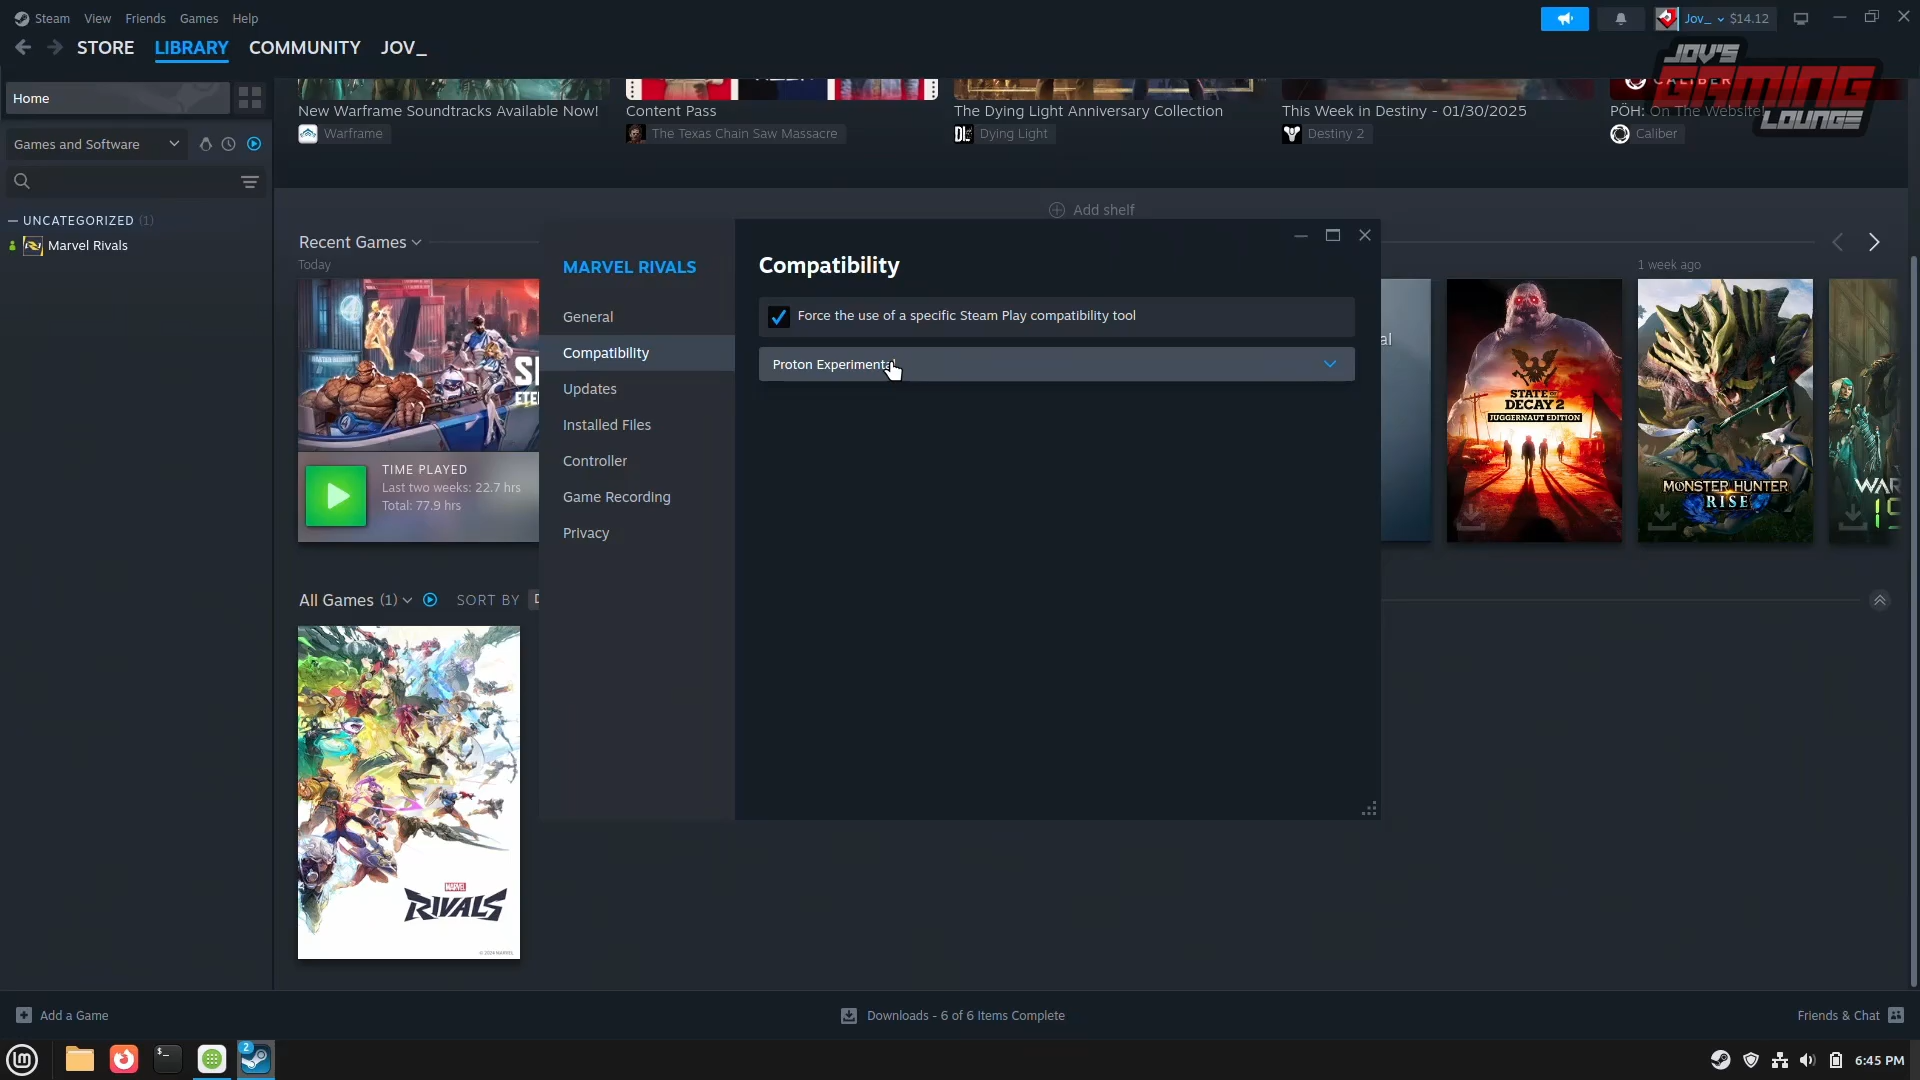 Steam View Friends Games Help
Jov_ $14.12
STORE LIBRARY COMMUNITY JOV_
JOV'S
GAMING
LOUNGE
Home
Games and Software
New Warframe Soundtracks Available Now!
Warframe
Content Pass
The Texas Chain Saw Massacre
The Dying Light Anniversary Collection
Dying Light
This Week in Destiny - 01/30/2025
Destiny 2
CALIBER
PÖH: On The Website!
Caliber
UNCATEGORIZED (1)
Marvel Rivals
Add shelf
Recent Games
Today
1 week ago
TIME PLAYED
Last two weeks: 22.7 hrs
Total: 77.9 hrs
MARVEL RIVALS
General
Compatibility
Updates
Installed Files
Controller
Game Recording
Privacy
Compatibility
Force the use of a specific Steam Play compatibility tool
Proton Experimental
al
STATE OF
DECAY 2
JUGGERNAUT EDITION
MONSTER HUNTER
RISE
WAR
All Games (1) SORT BY
MARVEL
RIVALS
Add a Game
Downloads - 6 of 6 Items Complete
Friends & Chat
2
6:45 PM